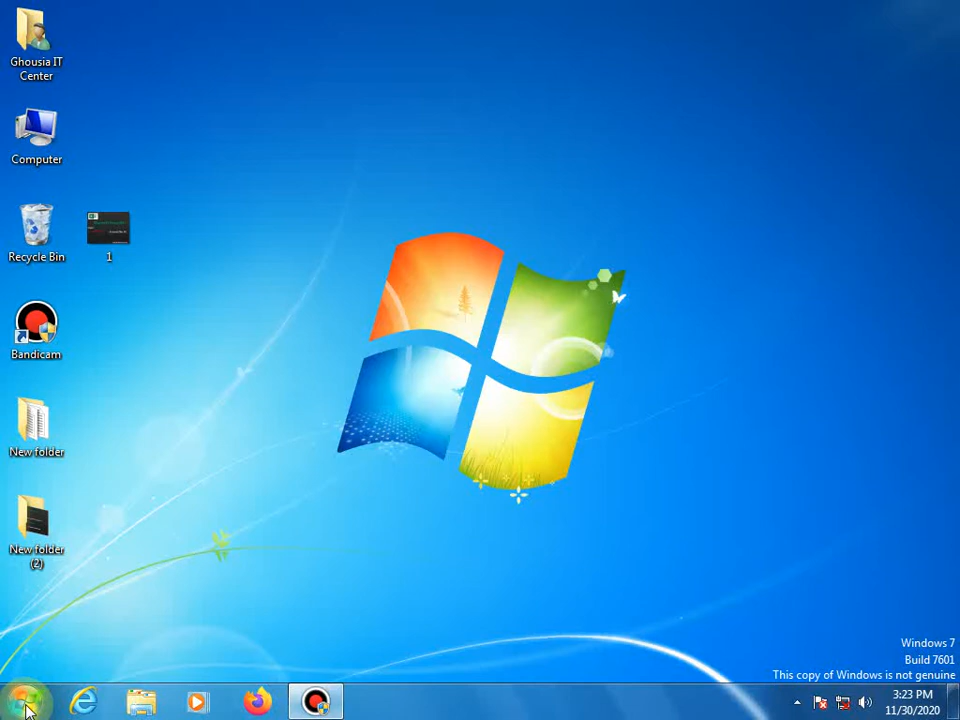 Ghousia IT
Center
Computer
Recycle Bin
1
Bandicam
New folder
New folder
(2)
Windows 7
Build 7601
This copy of Windows is not genuine
3:23 PM
11/30/2020